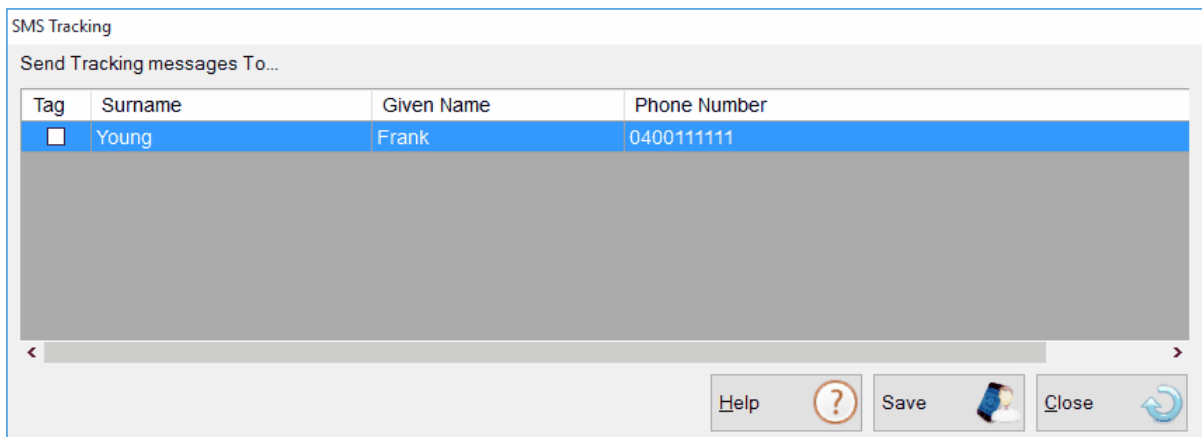 SMS Tracking
Send Tracking messages To...
Tag Surname Given Name Phone Number
Young Frank 0400111111
Help ? Save Close